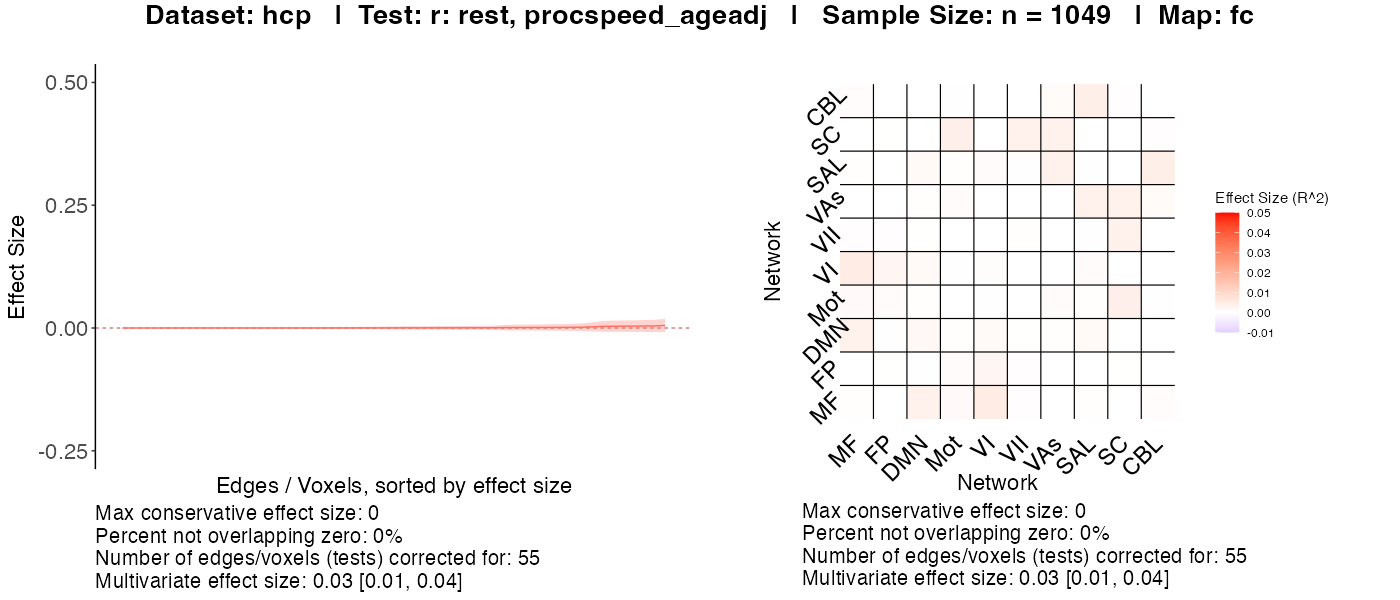 Dataset: hcp | Test: r: rest, procspeed_ageadj | Sample Size: n = 1049 | Map: fc
0.50
0.25
0.00
-0.25
Effect Size
Edges / Voxels, sorted by effect size
Max conservative effect size: 0
Percent not overlapping zero: 0%
Number of edges/voxels (tests) corrected for: 55
Multivariate effect size: 0.03 [0.01, 0.04]
Network
CBL
SC
SAL
VAs
VII
VI
Mot
DMN
FP
MF
MF FP DMN Mot VI VII VAs SAL SC CBL
Network
Effect Size (R^2)
0.05
0.04
0.03
0.02
0.01
0.00
-0.01
Max conservative effect size: 0
Percent not overlapping zero: 0%
Number of edges/voxels (tests) corrected for: 55
Multivariate effect size: 0.03 [0.01, 0.04]